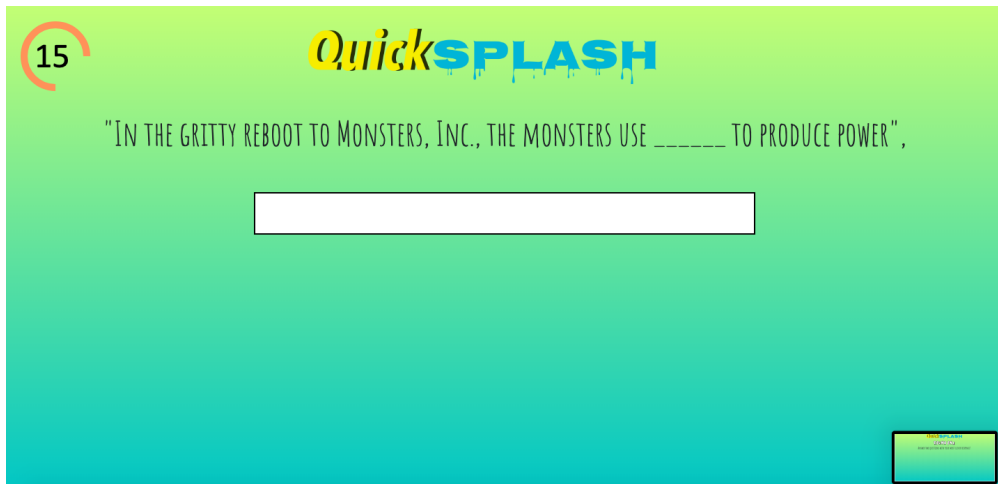 15
QuickSPLASH
"In the gritty reboot to Monsters, Inc., the monsters use ______ to produce power",